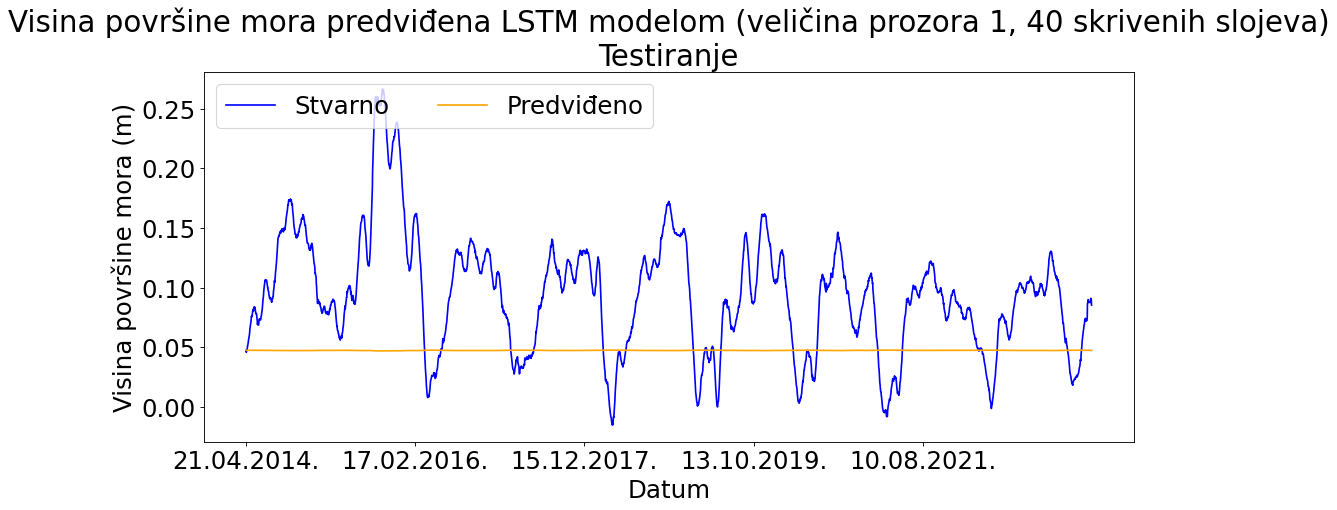 Visina površine mora predviđena LSTM modelom (veličina prozora 1, 40 skrivenih slojeva)
Testiranje
Stvarno
Predviđeno
Visina površine mora (m)
0.25
0.20
0.15
0.10
0.05
0.00
21.04.2014.
17.02.2016.
15.12.2017.
13.10.2019.
10.08.2021.
Datum